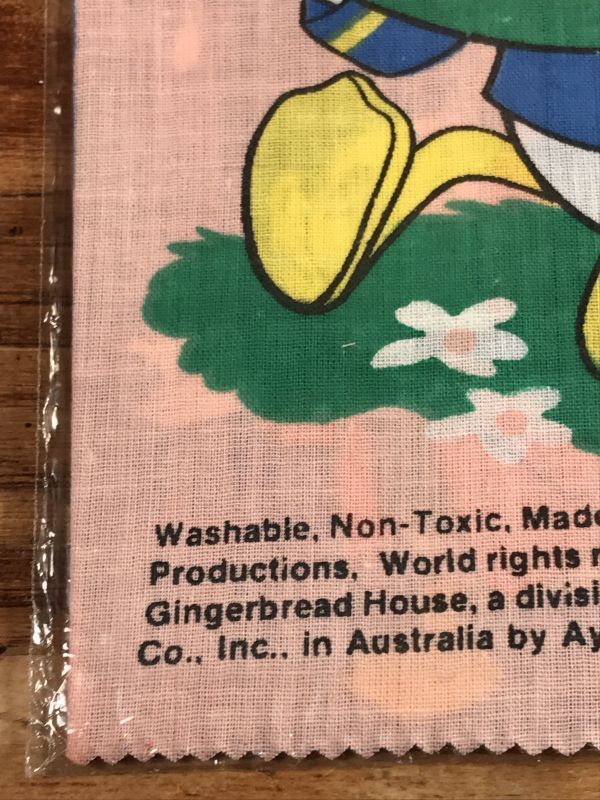 Washable, Non-Toxic, Made
Productions, World rights r
Gingerbread House, a divisi
Co., Inc., in Australia by Ay